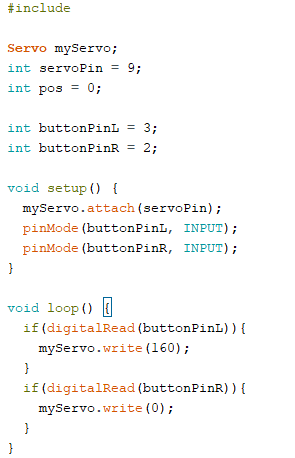 #include
Servo myServo;
int servoPin = 9;
int pos = 0;
int buttonPinL = 3;
int buttonPinR = 2;
void setup() {
  myServo.attach(servoPin);
  pinMode(buttonPinL, INPUT);
  pinMode(buttonPinR, INPUT);
}
void loop() {
  if(digitalRead(buttonPinL)){
    myServo.write(160);
  }
  if(digitalRead(buttonPinR)){
    myServo.write(0);
  }
}